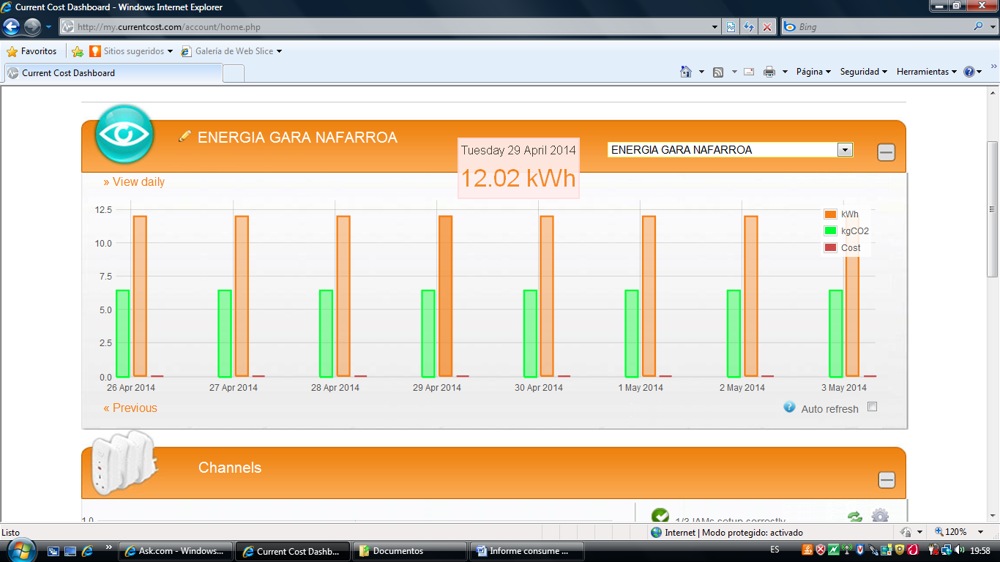 Current Cost Dashboard - Windows Internet Explorer
http://my.currentcost.com/account/home.php
Bing
Favoritos
Sitios sugeridos
Galería de Web Slice
Current Cost Dashboard
Página
Seguridad
Herramientas
ENERGIA GARA NAFARROA
Tuesday 29 April 2014
12.02 kWh
ENERGIA GARA NAFARROA
» View daily
12.5
10.0
7.5
5.0
2.5
0.0
kWh
kgCO2
Cost
26 Apr 2014
27 Apr 2014
28 Apr 2014
29 Apr 2014
30 Apr 2014
1 May 2014
2 May 2014
3 May 2014
« Previous
Auto refresh
Channels
1.0
1/3 IAMs setup correctly
Listo
Internet | Modo protegido: activado
120%
Ask.com - Windows...
Current Cost Dashb...
Documentos
Informe consume ...
ES
19:58